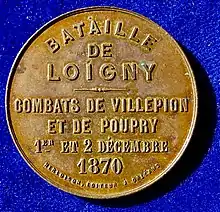 BATAILLE
DE
LOIGNY
COMBATS DE VILLEPION
ET DE POUPRY
1ER ET 2 DÉCEMBRE
1870